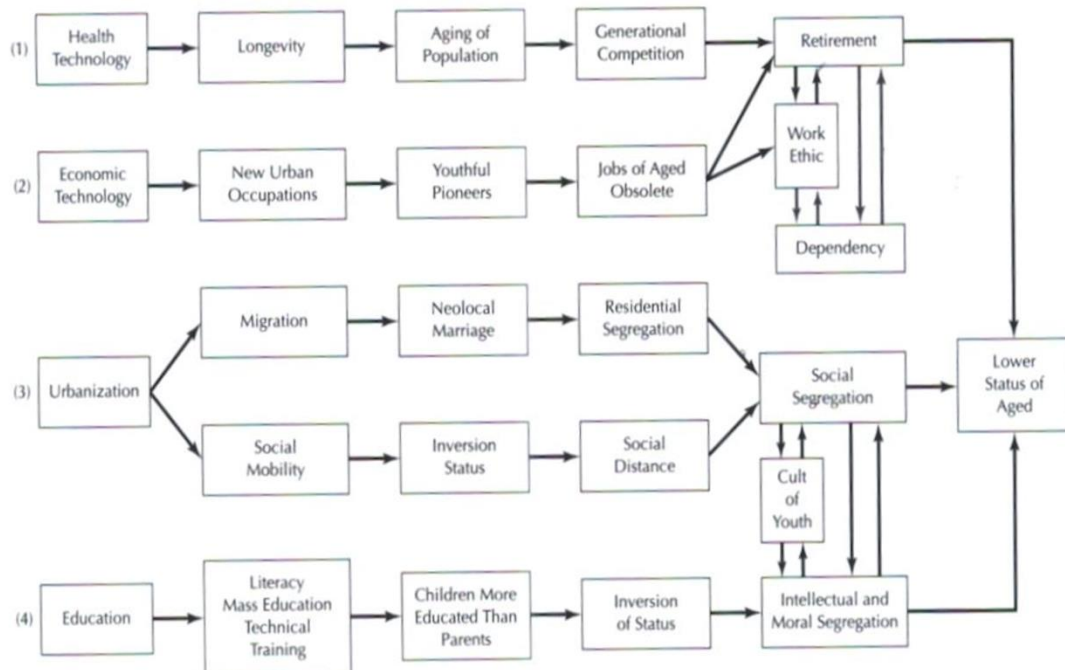 (1)
Health
Technology
Longevity
Aging of
Population
Generational
Competition
Retirement
Work
Ethic
(2)
Economic
Technology
New Urban
Occupations
Youthful
Pioneers
Jobs of Aged
Obsolete
Dependency
(3)
Urbanization
Migration
Neolocal
Marriage
Residential
Segregation
Social
Mobility
Inversion
Status
Social
Distance
Social
Segregation
Lower
Status of
Aged
Cult
of
Youth
(4)
Education
Literacy
Mass Education
Technical
Training
Children More
Educated Than
Parents
Inversion
of Status
Intellectual and
Moral Segregation